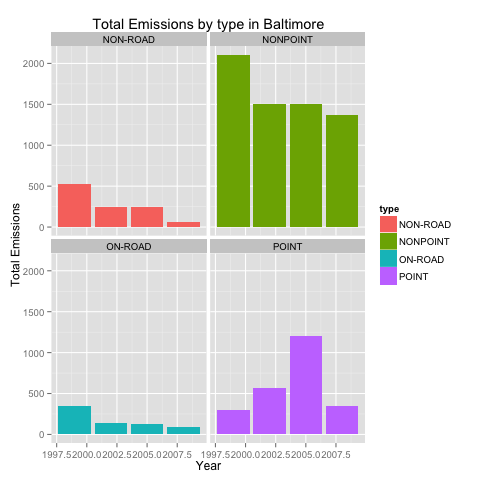 Total Emissions by type in Baltimore
NON-ROAD NONPOINT
2000
1500
1000
500
0
ON-ROAD POINT
2000
1500
1000
500
0
1997.52000.02002.52005.02007.5 1997.52000.02002.52005.02007.5
Year
Total Emissions
type
NON-ROAD
NONPOINT
ON-ROAD
POINT